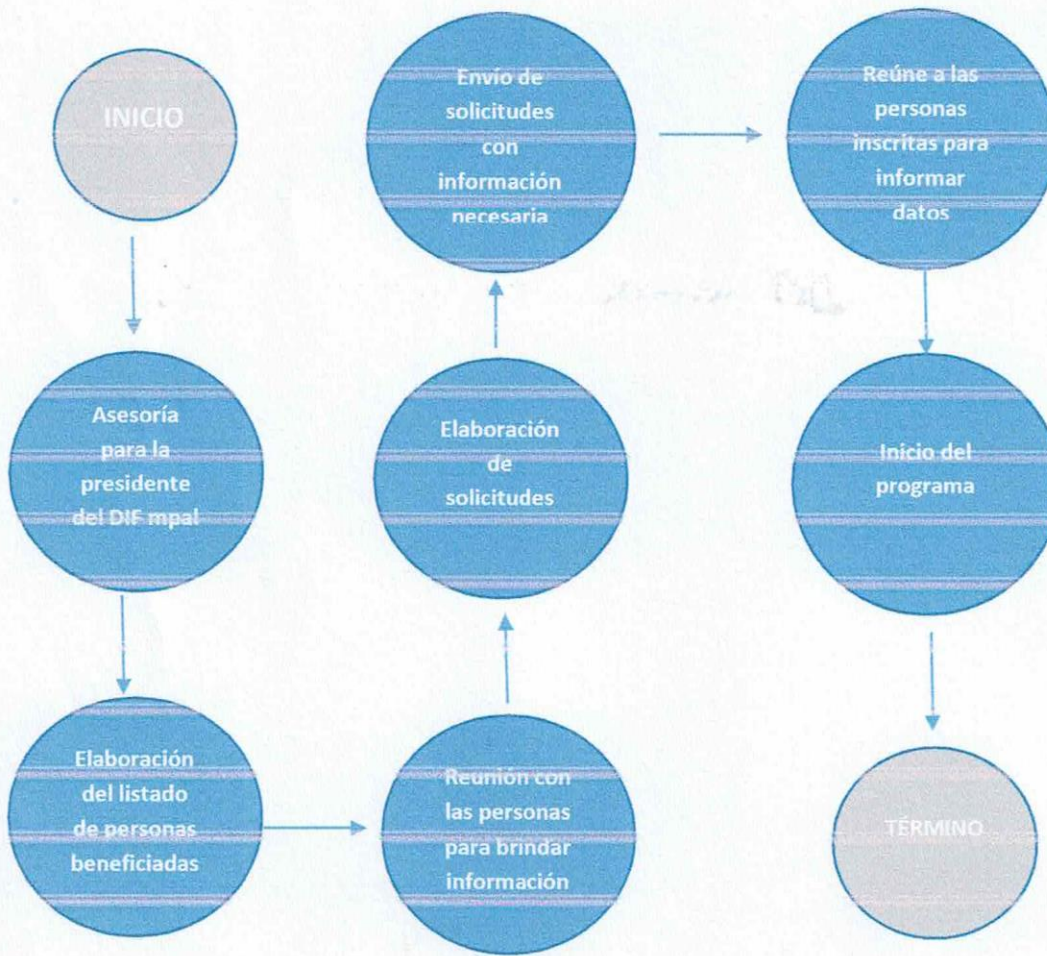 INICIO
Asesoría
para la
presidente
del DIF mpal
Elaboración
del listado
de personas
beneficiadas
Reunión con
las personas
para brindar
información
Elaboración
de
solicitudes
Envío de
solicitudes
con
información
necesaria
Reúne a las
personas
inscritas para
informar
datos
Inicio del
programa
TÉRMINO